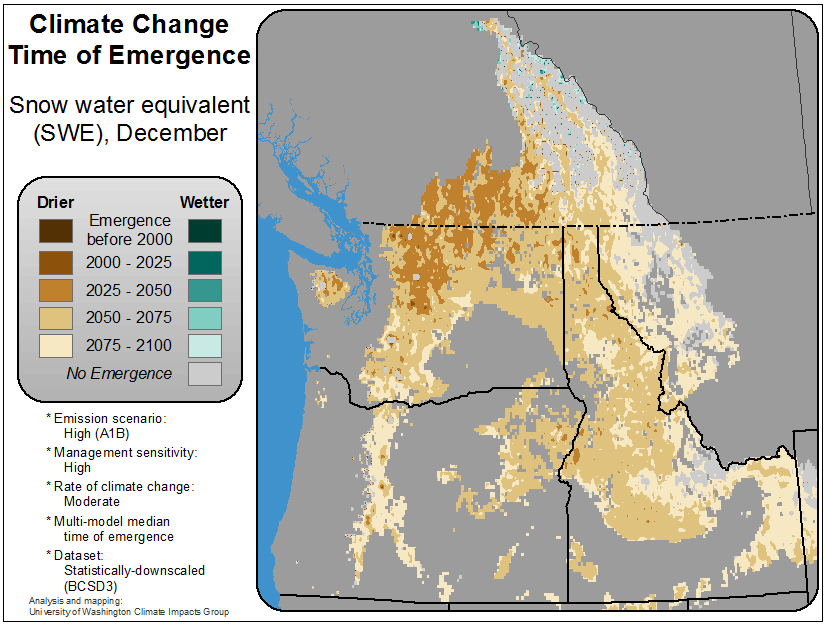 Climate Change
Time of Emergence
Snow water equivalent
(SWE), December
Drier
Wetter
Emergence
before 2000
2000 - 2025
2025 - 2050
2050 - 2075
2075 - 2100
No Emergence
* Emission scenario:
High (A1B)
* Management sensitivity:
High
* Rate of climate change:
Moderate
* Multi-model median
time of emergence
* Dataset:
Statistically-downscaled
(BCSD3)
Analysis and mapping:
University of Washington Climate Impacts Group